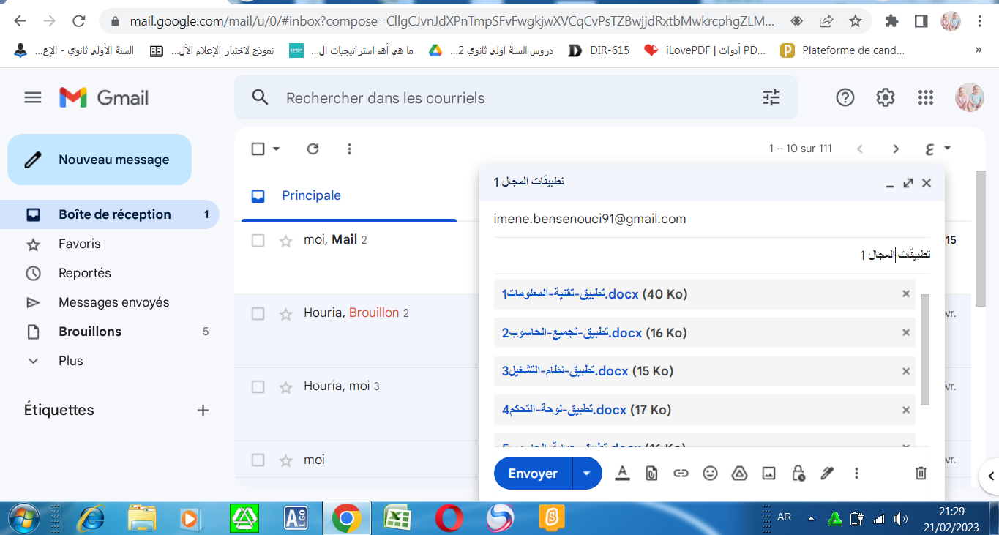 mail.google.com/mail/u/0/#inbox?compose=CllgCJvnJdXPnTmpSFvFwgkjwXVCqCvPsTZBwjjdRxtbMwkrcphgZLM...
السنة الأولى ثانوي - الإع...
نموذج لاختبار الإعلام الآل...
ما هي أهم استراتيجيات ال...
دروس السنة اولى ثانوي 2...
DIR-615
iLovePDF | أدوات PD...
Plateforme de cand...
»
Gmail
Rechercher dans les courriels
Nouveau message
1 – 10 sur 111
ع
Boîte de réception 1
Favoris
Reportés
Messages envoyés
Brouillons 5
Plus
Étiquettes
Principale
moi, Mail 2
15
Houria, Brouillon 2
vr.
Houria, moi 3
vr.
moi
vr.
تطبيقات المجال 1
imene.bensenouci91@gmail.com
تطبيقات المجال 1
تطبيق-تقنية-المعلومات1.docx (40 Ko)
تطبيق-تجميع-الحاسوب2.docx (16 Ko)
تطبيق-نظام-التشغيل3.docx (15 Ko)
تطبيق-لوحة-التحكم4.docx (17 Ko)
Envoyer
ALGO
AR
21:29
21/02/2023